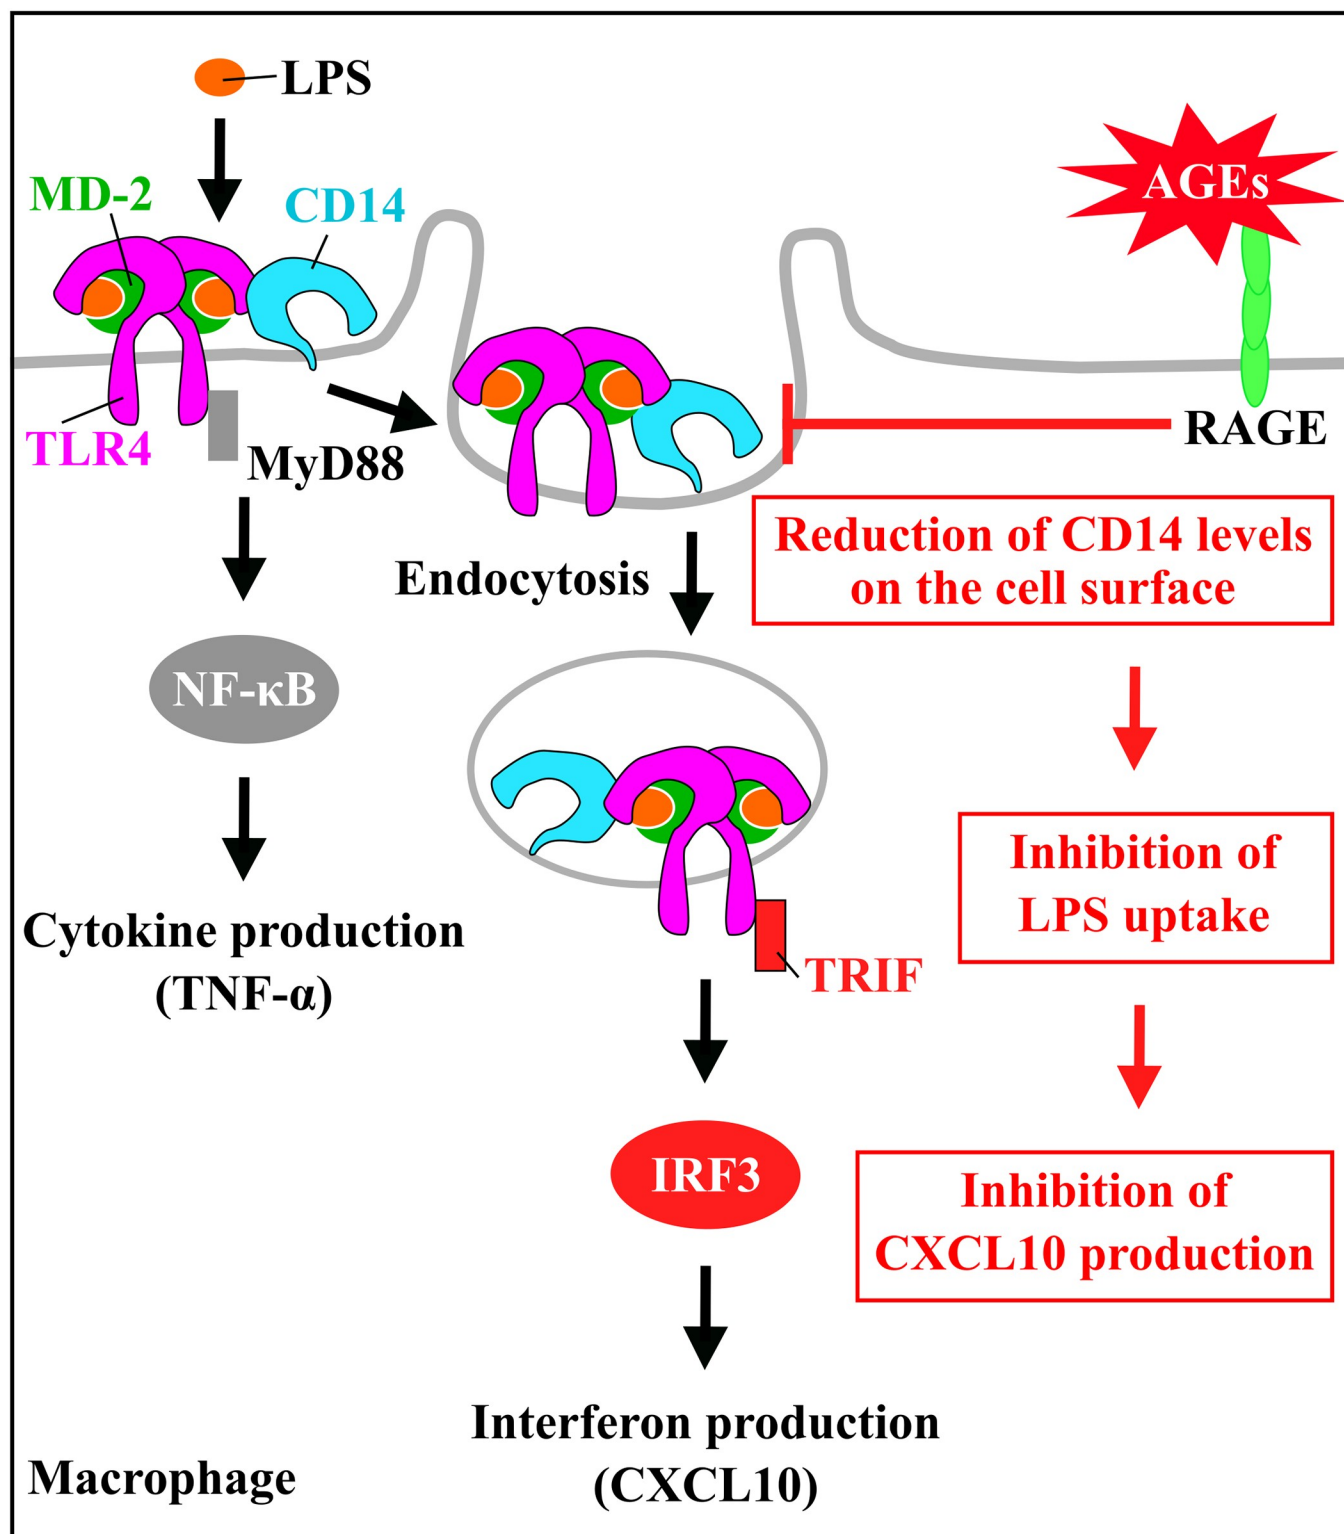 LPS
MD-2
CD14
AGEs
TLR4
MyD88
RAGE
Reduction of CD14 levels
on the cell surface
Endocytosis
NF-κB
Inhibition of
LPS uptake
Cytokine production
(TNF-α)
TRIF
IRF3
Inhibition of
CXCL10 production
Interferon production
(CXCL10)
Macrophage